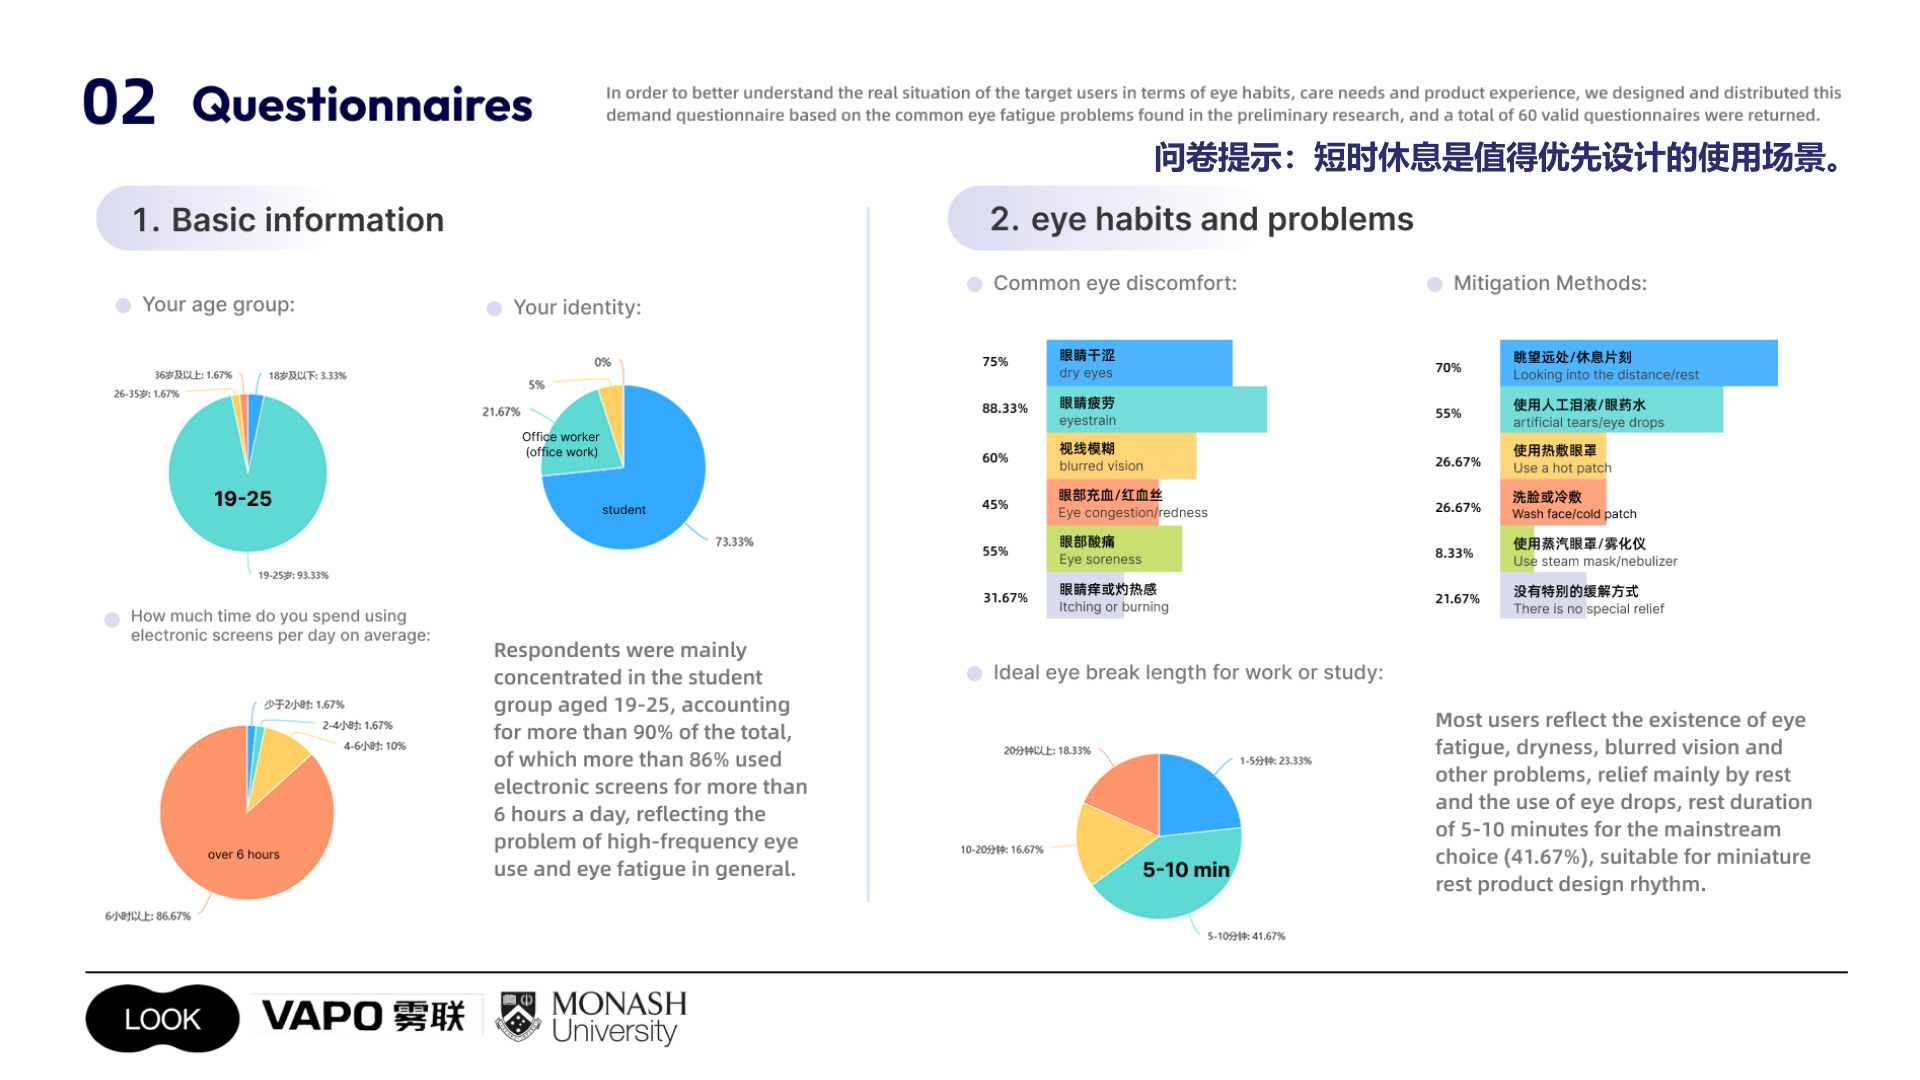 02 Questionnaires
In order to better understand the real situation of the target users in terms of eye habits, care needs and product experience, we designed and distributed this
demand questionnaire based on the common eye fatigue problems found in the preliminary research, and a total of 60 valid questionnaires were returned.
问卷提示：短时休息是值得优先设计的使用场景。
1. Basic information
Your age group:
36岁及以上: 1.67%
18岁及以下: 3.33%
26-35岁: 1.67%
19-25
19-25岁: 93.33%
Your identity:
0%
5%
21.67%
Office worker
(office work)
student
73.33%
How much time do you spend using
electronic screens per day on average:
少于2小时: 1.67%
2-4小时: 1.67%
4-6小时: 10%
over 6 hours
6小时以上: 86.67%
Respondents were mainly
concentrated in the student
group aged 19-25, accounting
for more than 90% of the total,
of which more than 86% used
electronic screens for more than
6 hours a day, reflecting the
problem of high-frequency eye
use and eye fatigue in general.
2. eye habits and problems
Common eye discomfort:
75% 眼睛干涩
dry eyes
88.33% 眼睛疲劳
eyestrain
60% 视线模糊
blurred vision
45% 眼部充血/红血丝
Eye congestion/redness
55% 眼部酸痛
Eye soreness
31.67% 眼睛痒或灼热感
Itching or burning
Mitigation Methods:
70% 眺望远处/休息片刻
Looking into the distance/rest
55% 使用人工泪液/眼药水
artificial tears/eye drops
26.67% 使用热敷眼罩
Use a hot patch
26.67% 洗脸或冷敷
Wash face/cold patch
8.33% 使用蒸汽眼罩/雾化仪
Use steam mask/nebulizer
21.67% 没有特别的缓解方式
There is no special relief
Ideal eye break length for work or study:
20分钟以上: 18.33%
1-5分钟: 23.33%
10-20分钟: 16.67%
5-10 min
5-10分钟: 41.67%
Most users reflect the existence of eye
fatigue, dryness, blurred vision and
other problems, relief mainly by rest
and the use of eye drops, rest duration
of 5-10 minutes for the mainstream
choice (41.67%), suitable for miniature
rest product design rhythm.
LOOK
VAPO 雾联
MONASH
University